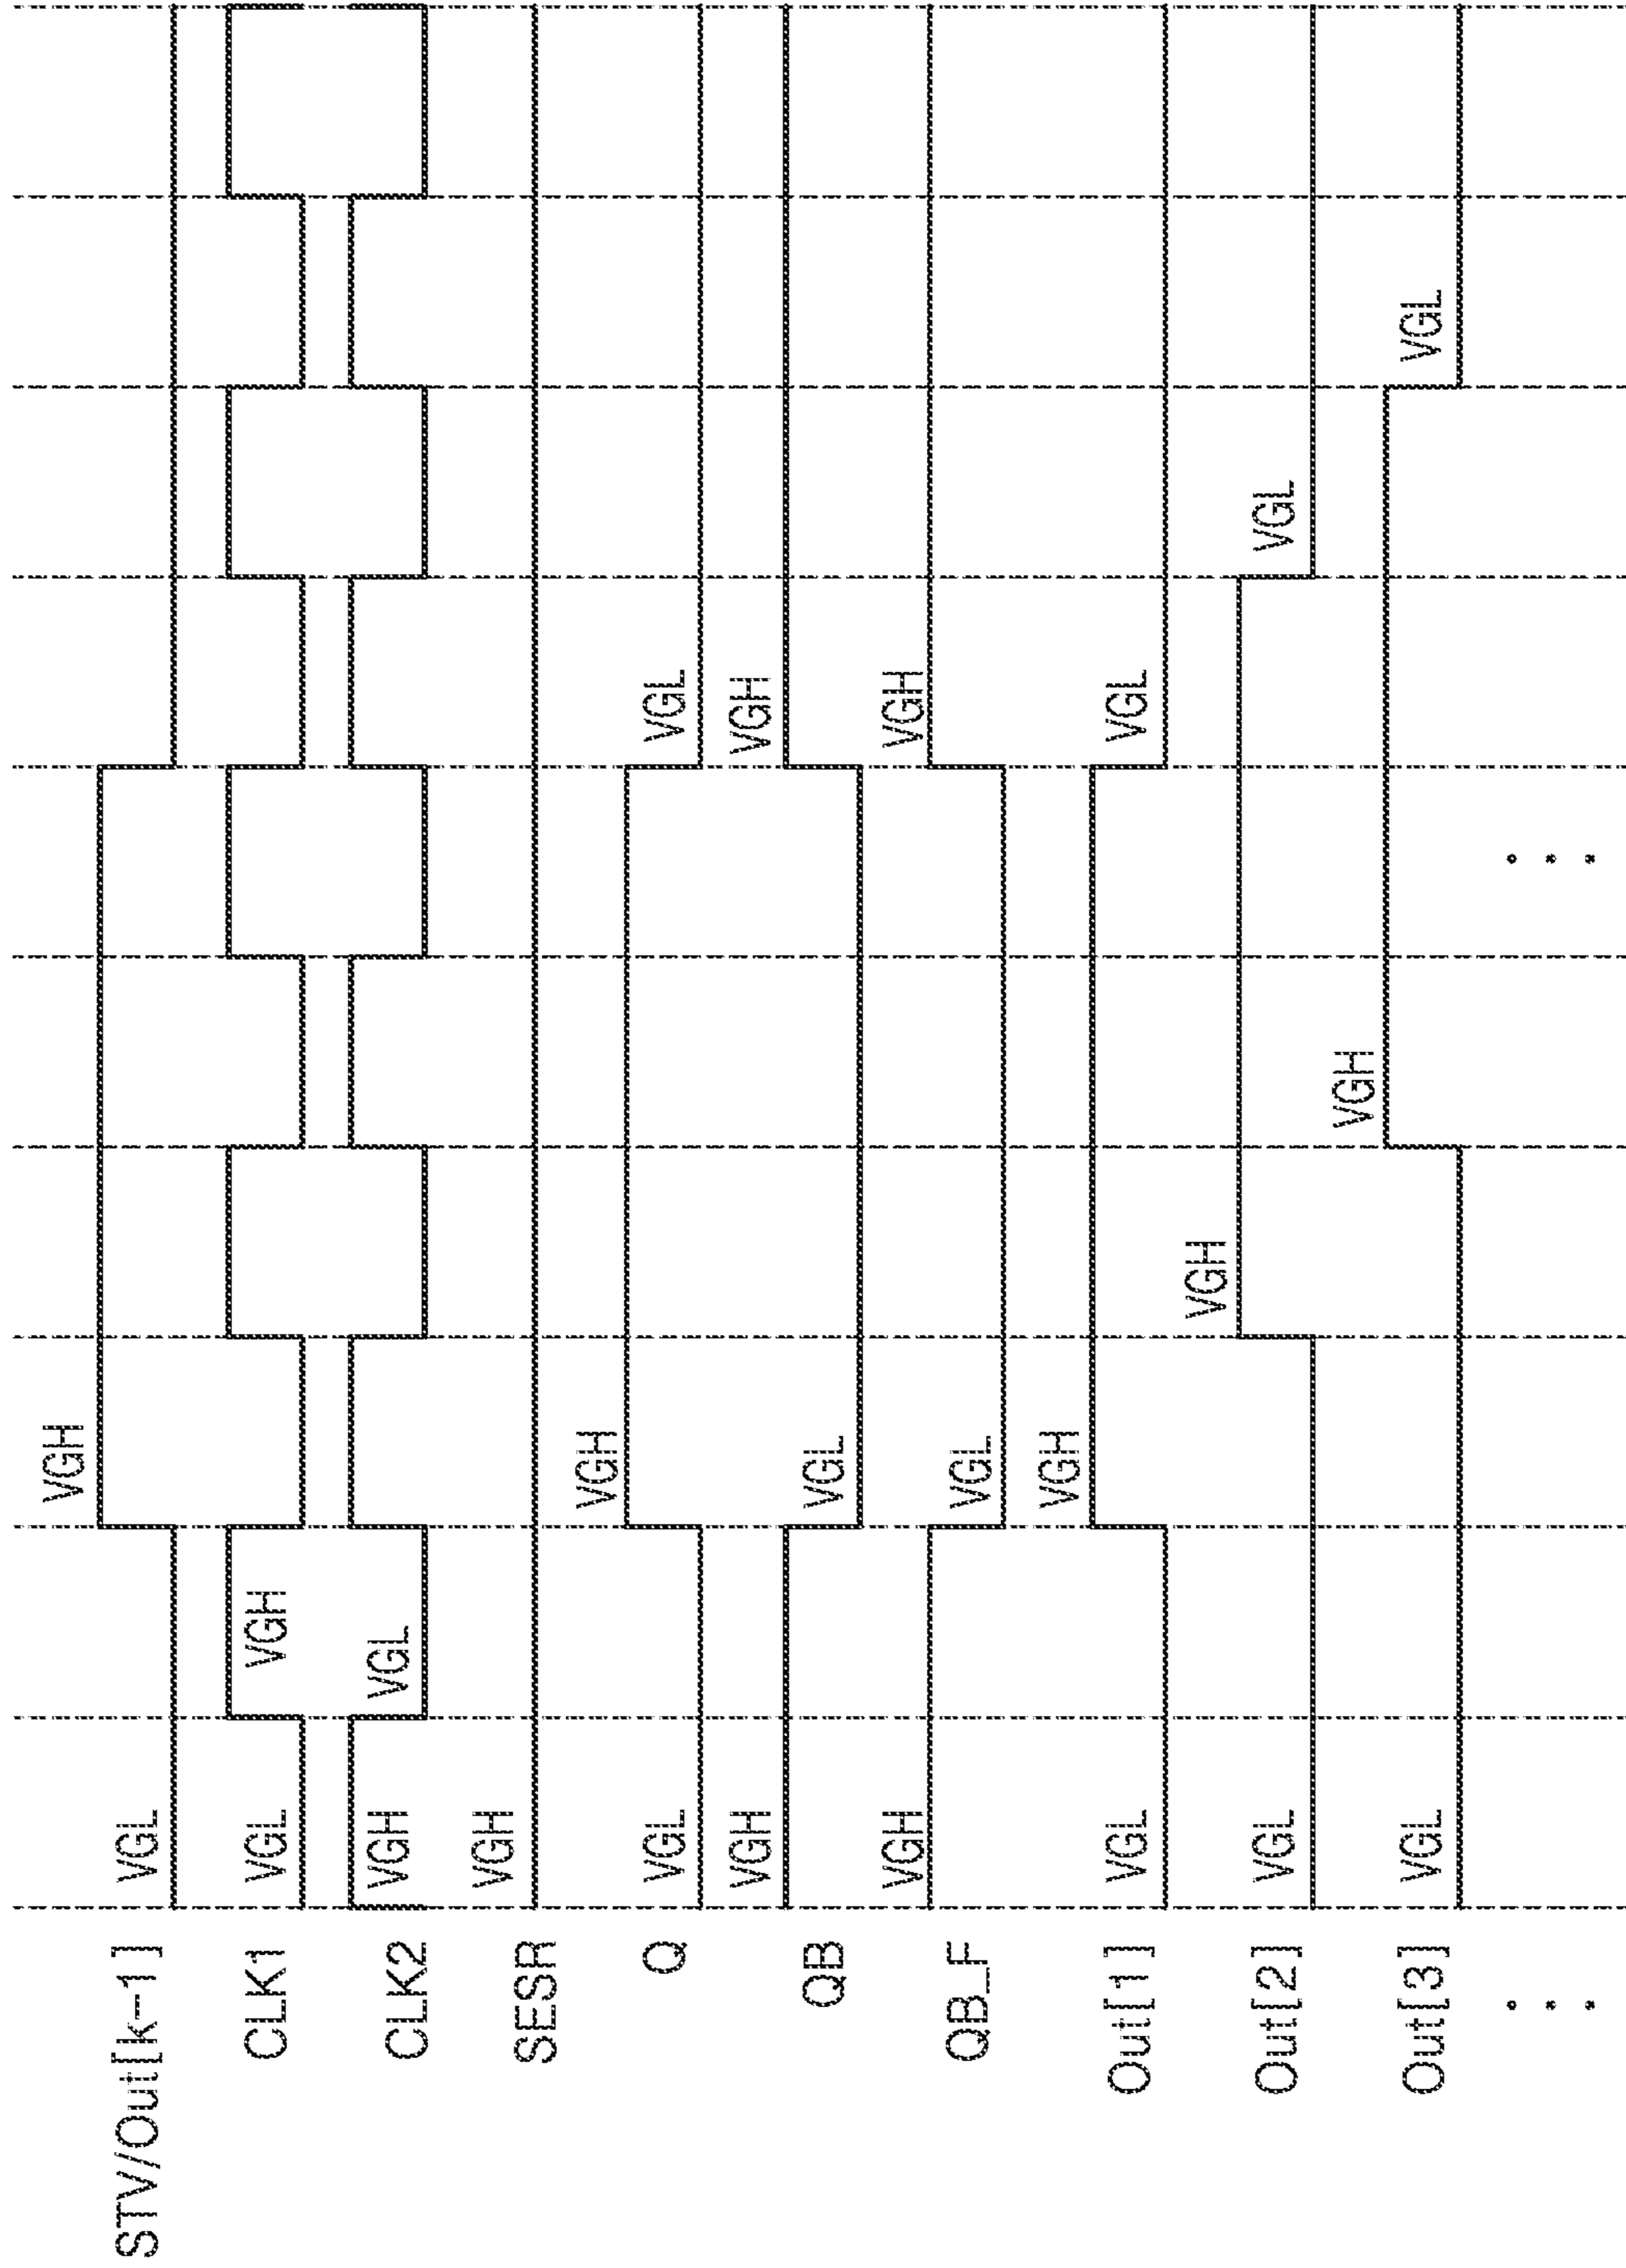 STV/Out[k-1] VGL VGH
CLK1 VGL VGH
CLK2 VGH VGL
SESR VGH
Q VGL VGH VGL
QB VGH VGL VGH
QB_F VGH VGL VGH
Out[1] VGL VGH VGL
Out[2] VGL VGH VGL
Out[3] VGL VGH VGL